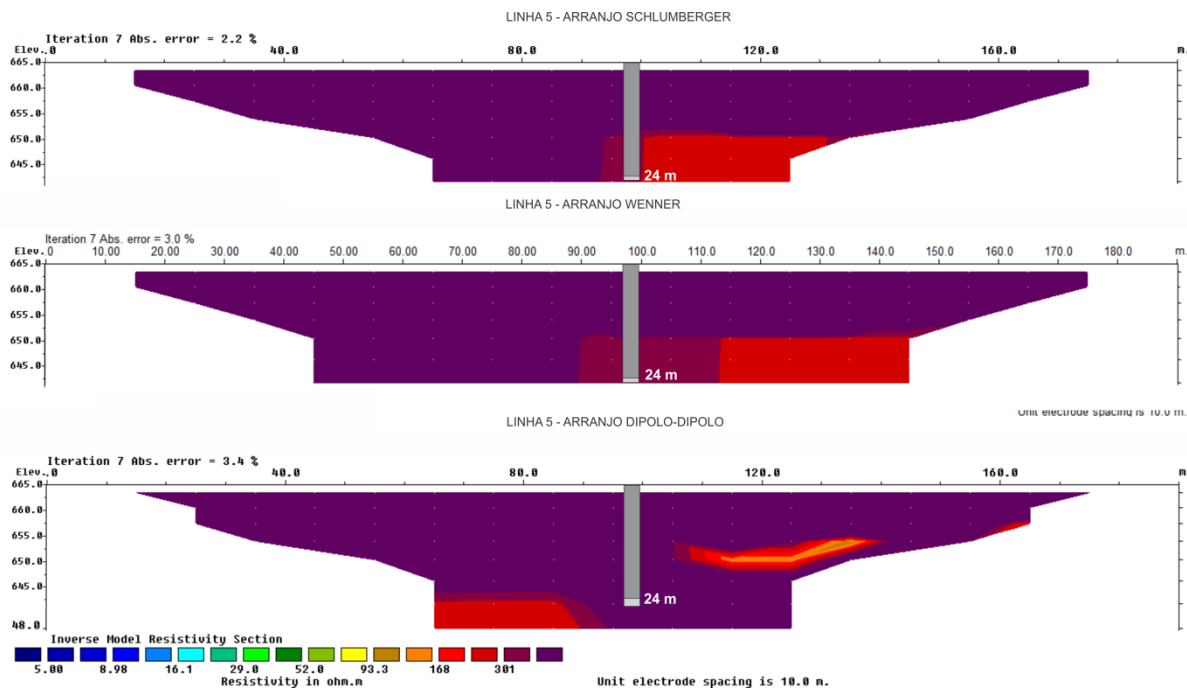 LINHA 5 - ARRANJO SCHLUMBERGER
Iteration 7 Abs. error = 2.2 %
Elev. .0 40.0 80.0 120.0 160.0 m.
665.0
660.0
655.0
650.0
645.0
24 m
LINHA 5 - ARRANJO WENNER
Iteration 7 Abs. error = 3.0 %
Elev. .0 10.00 20.00 30.00 40.00 50.00 60.00 70.00 80.00 90.00 100.0 110.0 120.0 130.0 140.0 150.0 160.0 170.0 180.0 m.
665.0
660.0
655.0
650.0
645.0
24 m
Unit electrode spacing is 10.0 m.
LINHA 5 - ARRANJO DIPOLO-DIPOLO
Iteration 7 Abs. error = 3.4 %
Elev. .0 40.0 80.0 120.0 160.0 m
665.0
660.0
655.0
650.0
645.0
24 m
48.0
Inverse Model Resistivity Section
5.00 8.98 16.1 29.0 52.0 93.3 168 301
Resistivity in ohm.m Unit electrode spacing is 10.0 m.